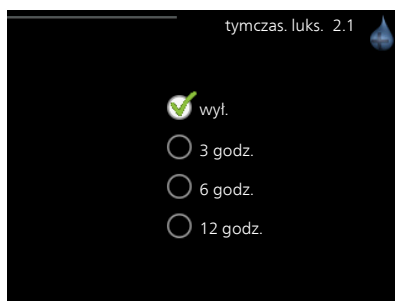 tymczas. luks. 2.1
wył.
3 godz.
6 godz.
12 godz.